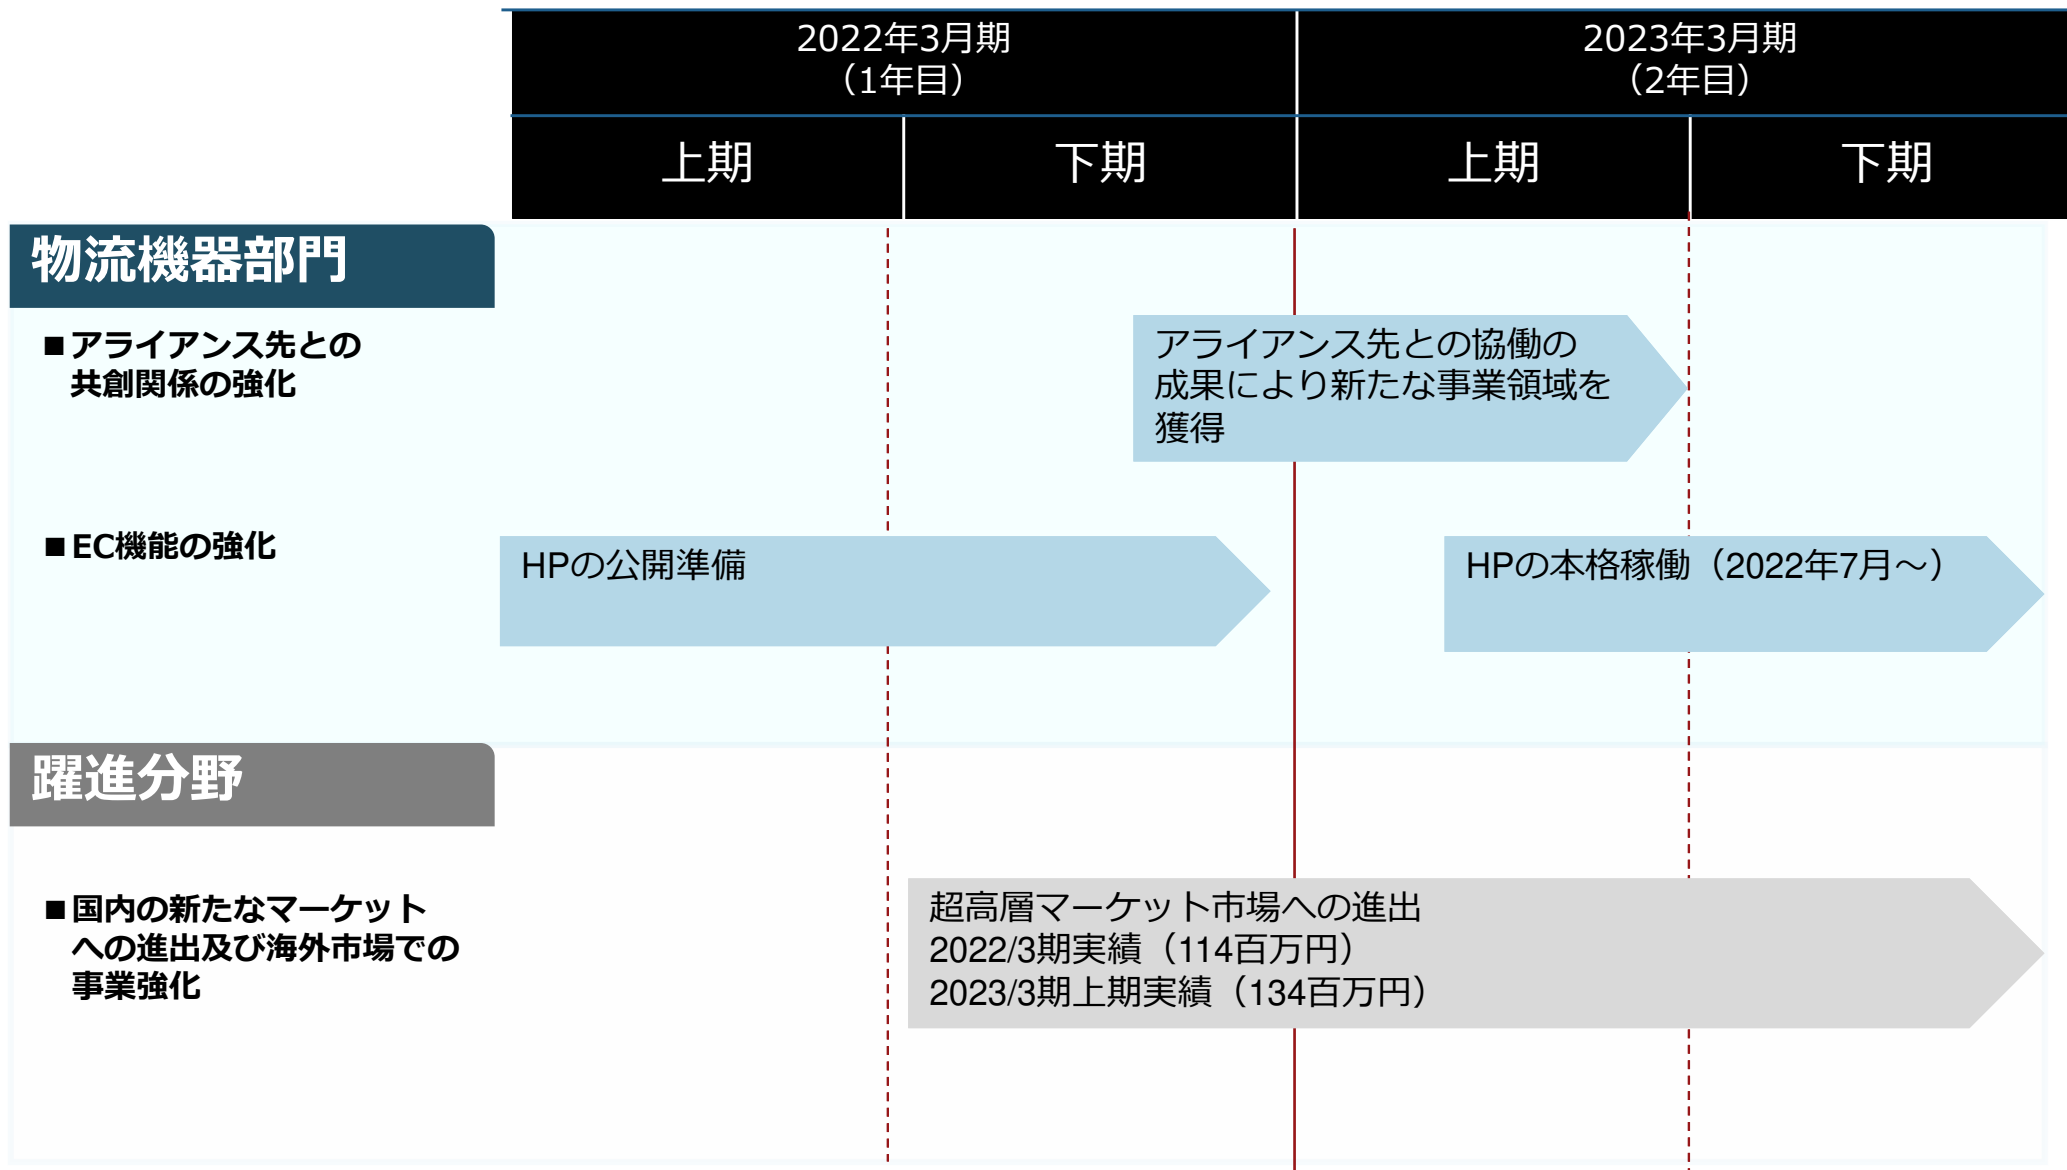 2022年3月期
（1年目）
2023年3月期
（2年目）
上期
下期
上期
下期
物流機器部門
■アライアンス先との
共創関係の強化
アライアンス先との協働の
成果により新たな事業領域を
獲得
■EC機能の強化
HPの公開準備
HPの本格稼働（2022年7月～）
躍進分野
■国内の新たなマーケット
への進出及び海外市場での
事業強化
超高層マーケット市場への進出
2022/3期実績（114百万円）
2023/3期上期実績（134百万円）